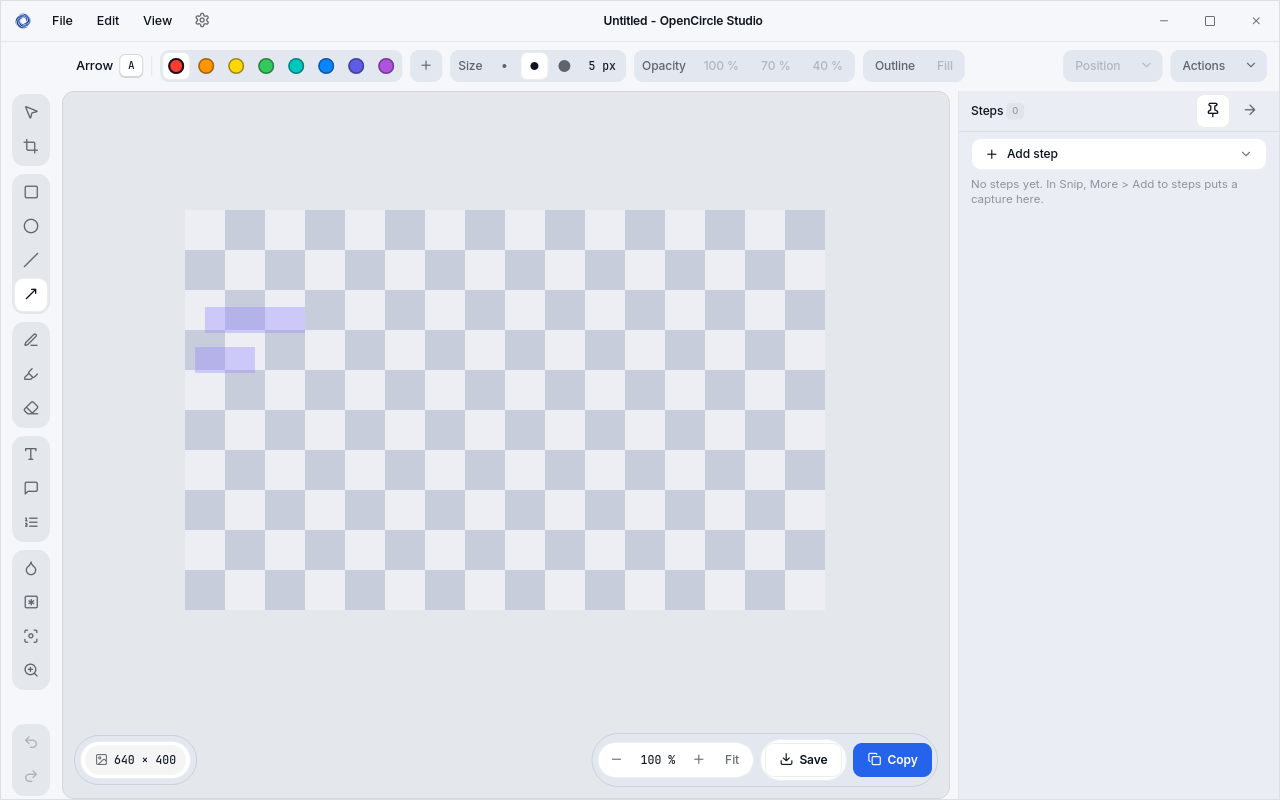 File Edit View
Untitled - OpenCircle Studio
Arrow A
Size 5 px
Opacity 100 % 70 % 40 %
Outline Fill
Position
Actions
Steps 0
Add step
No steps yet. In Snip, More > Add to steps puts a
capture here.
640 × 400
100 %
Fit
Save
Copy